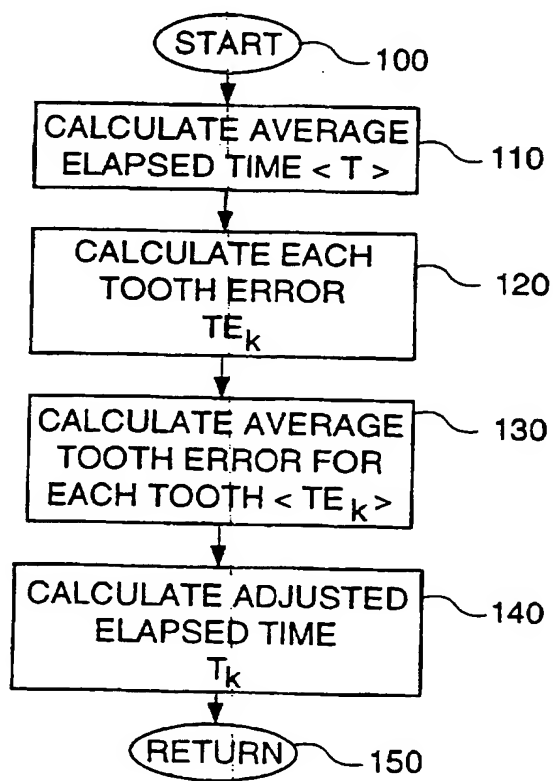 START
100
CALCULATE AVERAGE
ELAPSED TIME < T >
110
CALCULATE EACH
TOOTH ERROR
TEk
120
CALCULATE AVERAGE
TOOTH ERROR FOR
EACH TOOTH < TEk >
130
CALCULATE ADJUSTED
ELAPSED TIME
Tk
140
RETURN
150